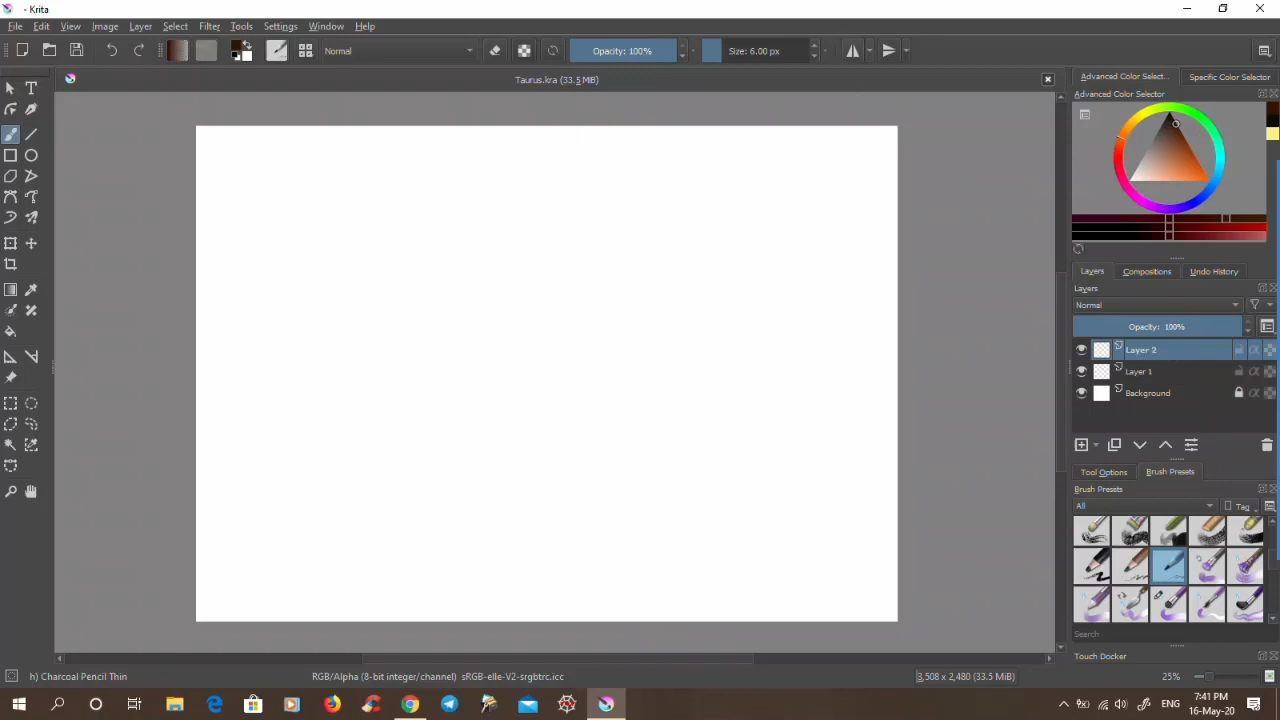 - Krita
File Edit View Image Layer Select Filter Tools Settings Window Help
Normal Opacity: 100% Size: 6.00 px
Taurus.kra (33.5 MiB)
Advanced Color Select... Specific Color Selector
Advanced Color Selector
Layers Compositions Undo History
Layers
Normal
Opacity: 100%
Layer 2
Layer 1
Background
Tool Options Brush Presets
Brush Presets
All Tag
Search
Touch Docker
h) Charcoal Pencil Thin RGB/Alpha (8-bit integer/channel) sRGB-elle-V2-srgbtrc.icc 3,508 x 2,480 (33.5 MiB) 25%
7:41 PM
16-May-20